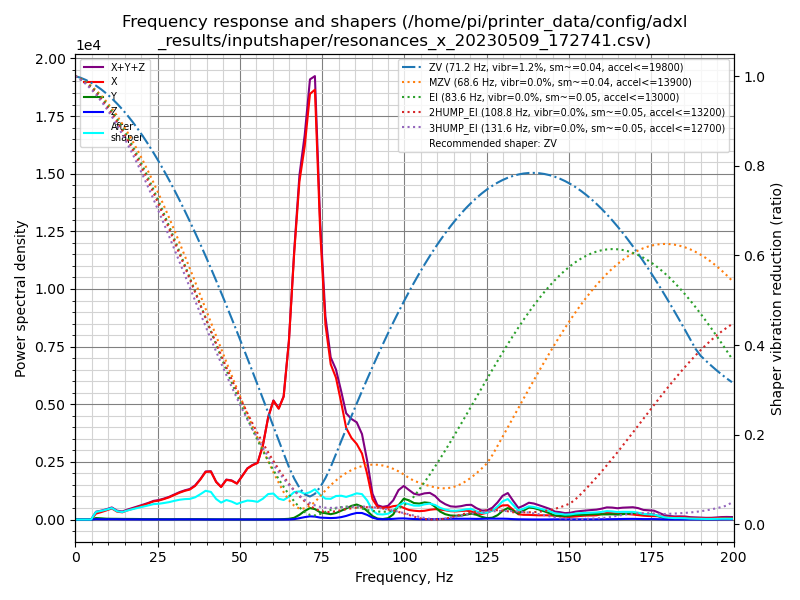 Frequency response and shapers (/home/pi/printer_data/config/adxl
_results/inputshaper/resonances_x_20230509_172741.csv)
1e4
2.00
1.75
1.50
1.25
1.00
0.75
0.50
0.25
0.00
Power spectral density
X+Y+Z
X
Y
Z
After
shaper
ZV (71.2 Hz, vibr=1.2%, sm~=0.04, accel<=19800)
MZV (68.6 Hz, vibr=0.0%, sm~=0.04, accel<=13900)
EI (83.6 Hz, vibr=0.0%, sm~=0.05, accel<=13000)
2HUMP_EI (108.8 Hz, vibr=0.0%, sm~=0.05, accel<=13200)
3HUMP_EI (131.6 Hz, vibr=0.0%, sm~=0.05, accel<=12700)
Recommended shaper: ZV
1.0
0.8
0.6
0.4
0.2
0.0
Shaper vibration reduction (ratio)
0 25 50 75 100 125 150 175 200
Frequency, Hz